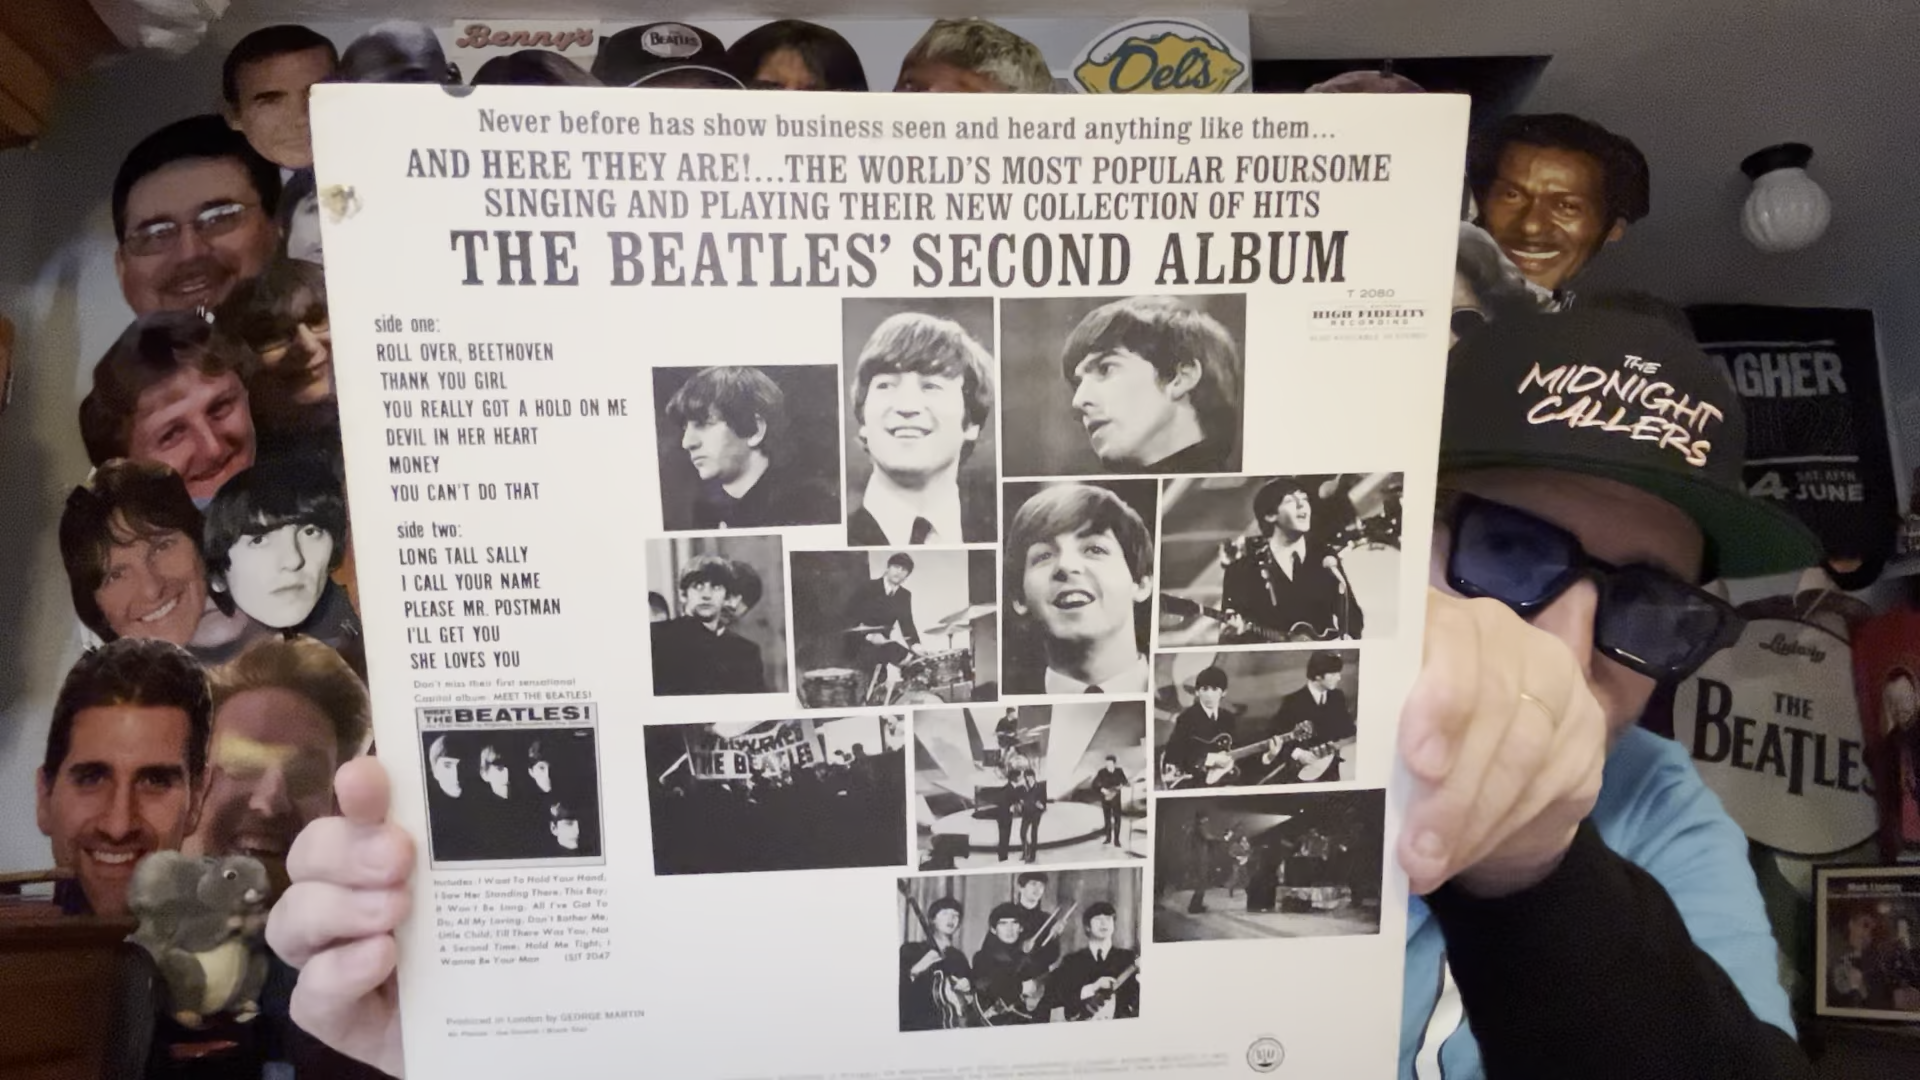 Benny's
BEATLES
Del's
Never before has show business seen and heard anything like them...
AND HERE THEY ARE!...THE WORLD'S MOST POPULAR FOURSOME
SINGING AND PLAYING THEIR NEW COLLECTION OF HITS
THE BEATLES' SECOND ALBUM
T 2080
HIGH FIDELITY
RECORDING
side one:
ROLL OVER, BEETHOVEN
THANK YOU GIRL
YOU REALLY GOT A HOLD ON ME
DEVIL IN HER HEART
MONEY
YOU CAN'T DO THAT
side two:
LONG TALL SALLY
I CALL YOUR NAME
PLEASE MR. POSTMAN
I'LL GET YOU
SHE LOVES YOU
Don't miss their first sensational
Capitol album MEET THE BEATLES!
THE BEATLES!
Includes: I Want To Hold Your Hand,
I Saw Her Standing There, This Boy;
It Won't Be Long, All I've Got To
Do, All My Loving, Don't Bother Me,
Little Child, Till There Was You, Not
A Second Time, Hold Me Tight, I
Wanna Be Your Man (S)T 2047
Produced in London by GEORGE MARTIN
THE BEATLES
THE
MIDNIGHT
CALLERS
GHER
4 SAT.
JUNE
Ludwig
THE
BEATLES
Mark Lindsay